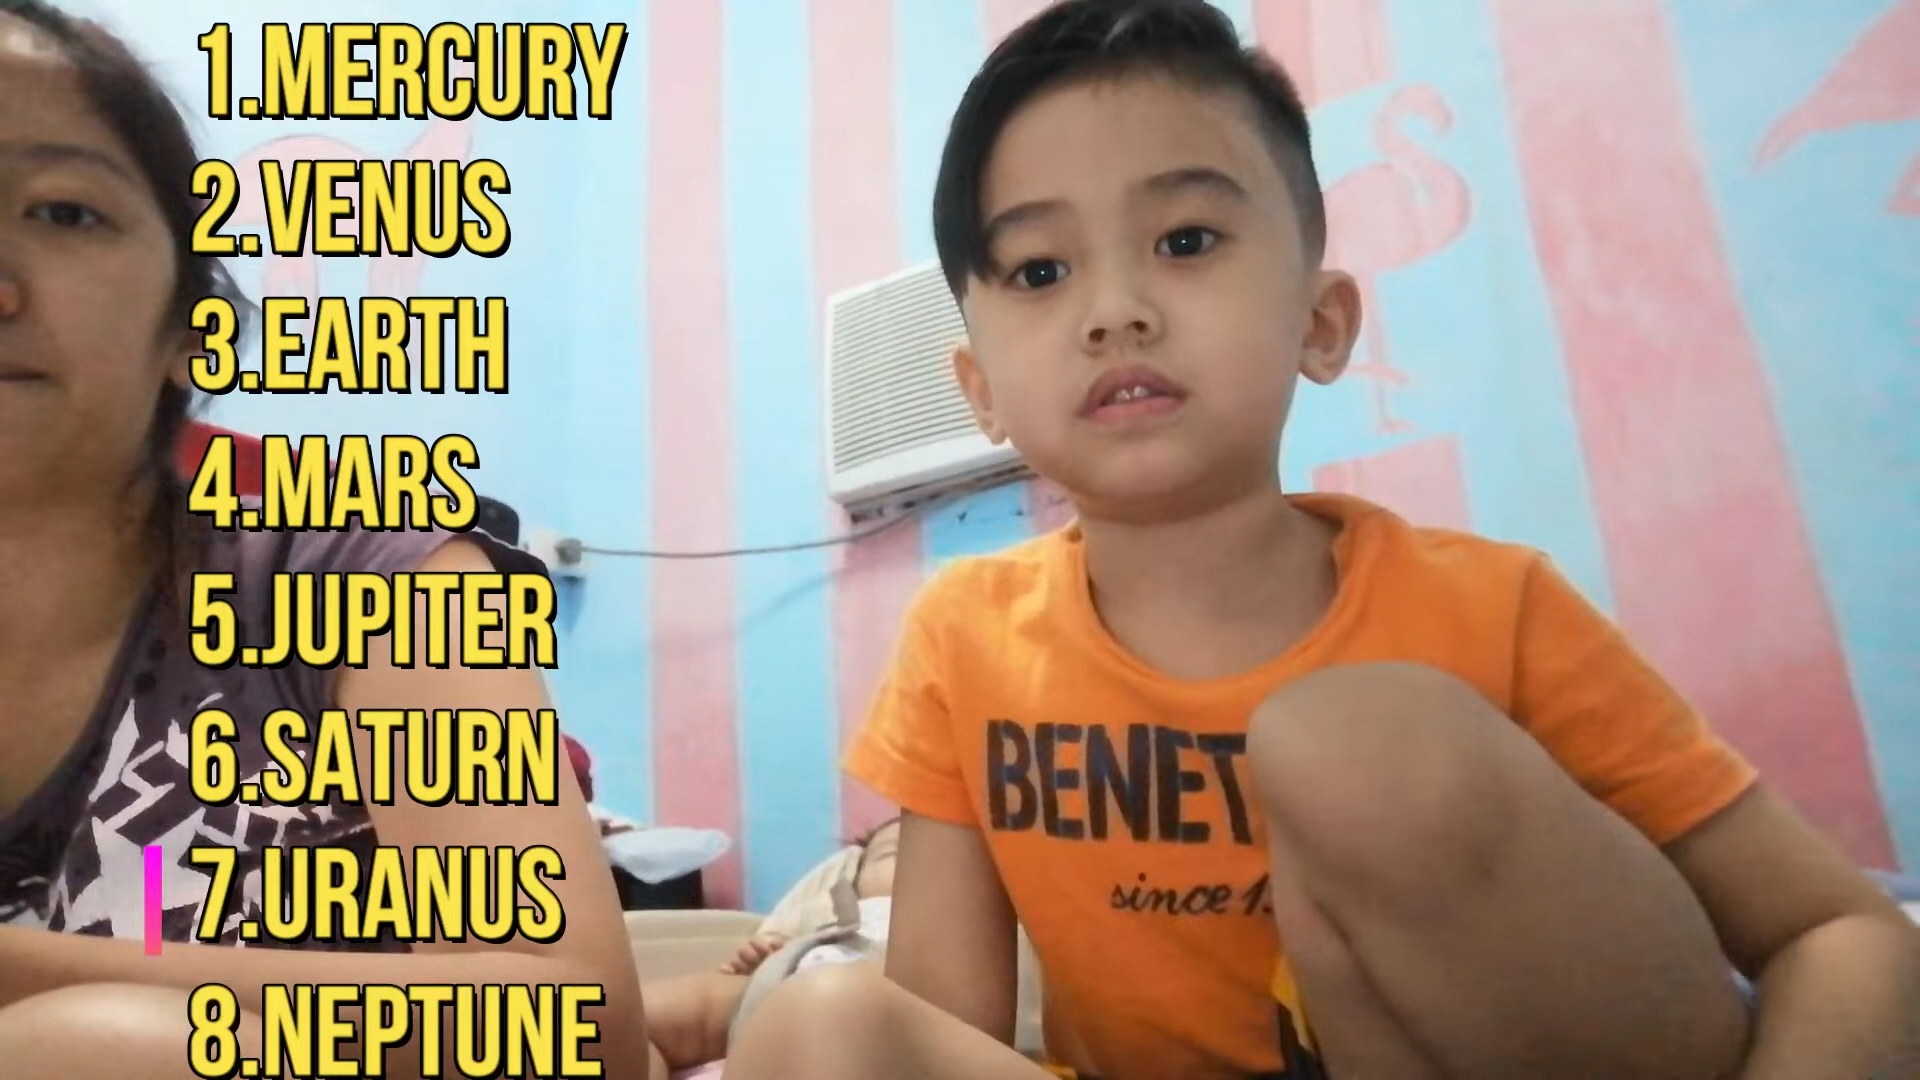 1.MERCURY
2.VENUS
3.EARTH
4.MARS
5.JUPITER
6.SATURN
7.URANUS
8.NEPTUNE
BENET
since 1